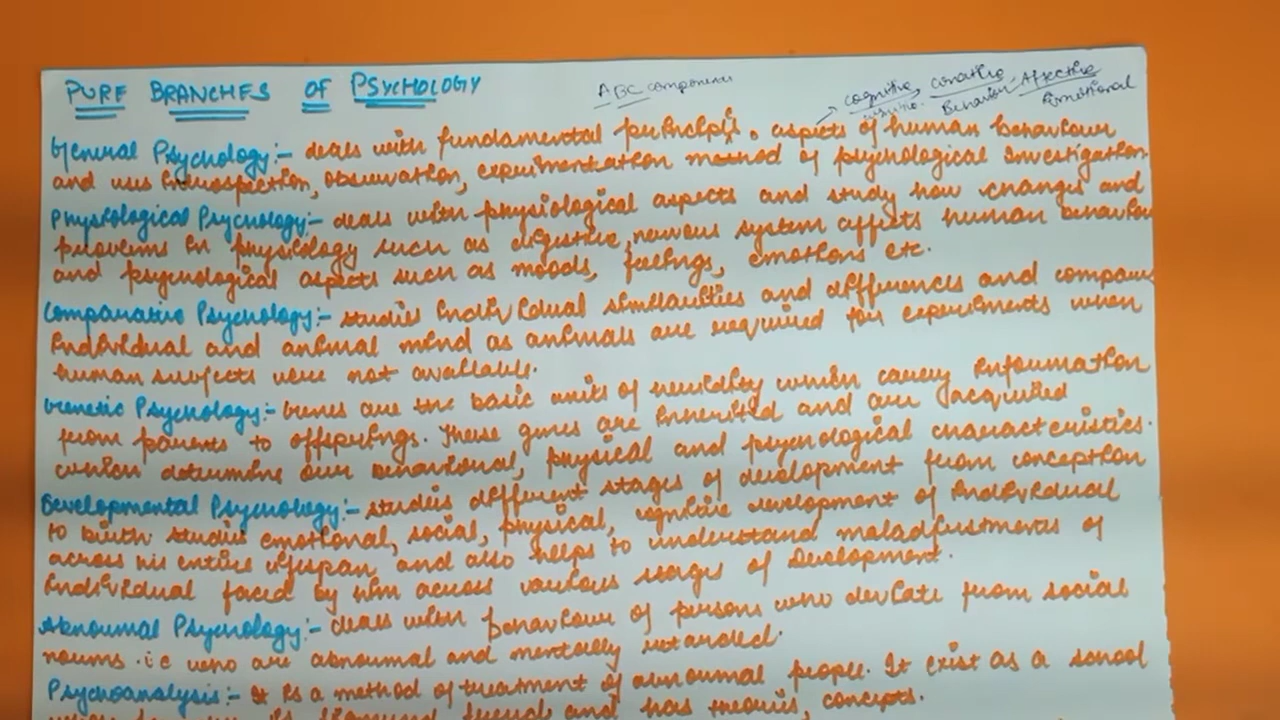 PURE BRANCHES OF PSYCHOLOGY
ABC components
cognitive, conative, Affective
Behavior Emotional
General Psychology:- deals with fundamental principls, aspects of human behaviour
and uses introspection, observation, experimentation method of psychological investigation.
Physiological Psychology:- deals with physiological aspects and study how changes and
problems in physiology such as digestive, nervous system affects human behaviou
and psychological aspects such as moods, feelings, emotions etc.
Comparative Psychology:- studies individual similarities and differences and compares
individual and animal mind as animals are required for experiments when
human subjects were not available.
Genetic Psychology:- Genes are the basic units of heredity which carry information
from parents to offsprings. These genes are inherited and are acquired
which determine our behavioural, physical and psychological characteristics.
Developmental Psychology:- studies different stages of development from conception
to birth studies emotional, social, physical, cognitive development of individual
across his entire lifespan, and also helps to understand maladjustments of
individual faced by him across various stages of development.
Abnormal Psychology:- deals when behaviour of persons who deviate from social
norms. i.e who are abnormal and mentally retarded.
Psychoanalysis:- It is a method of treatment of abnormal people. It exist as a school
and has theories, concepts.